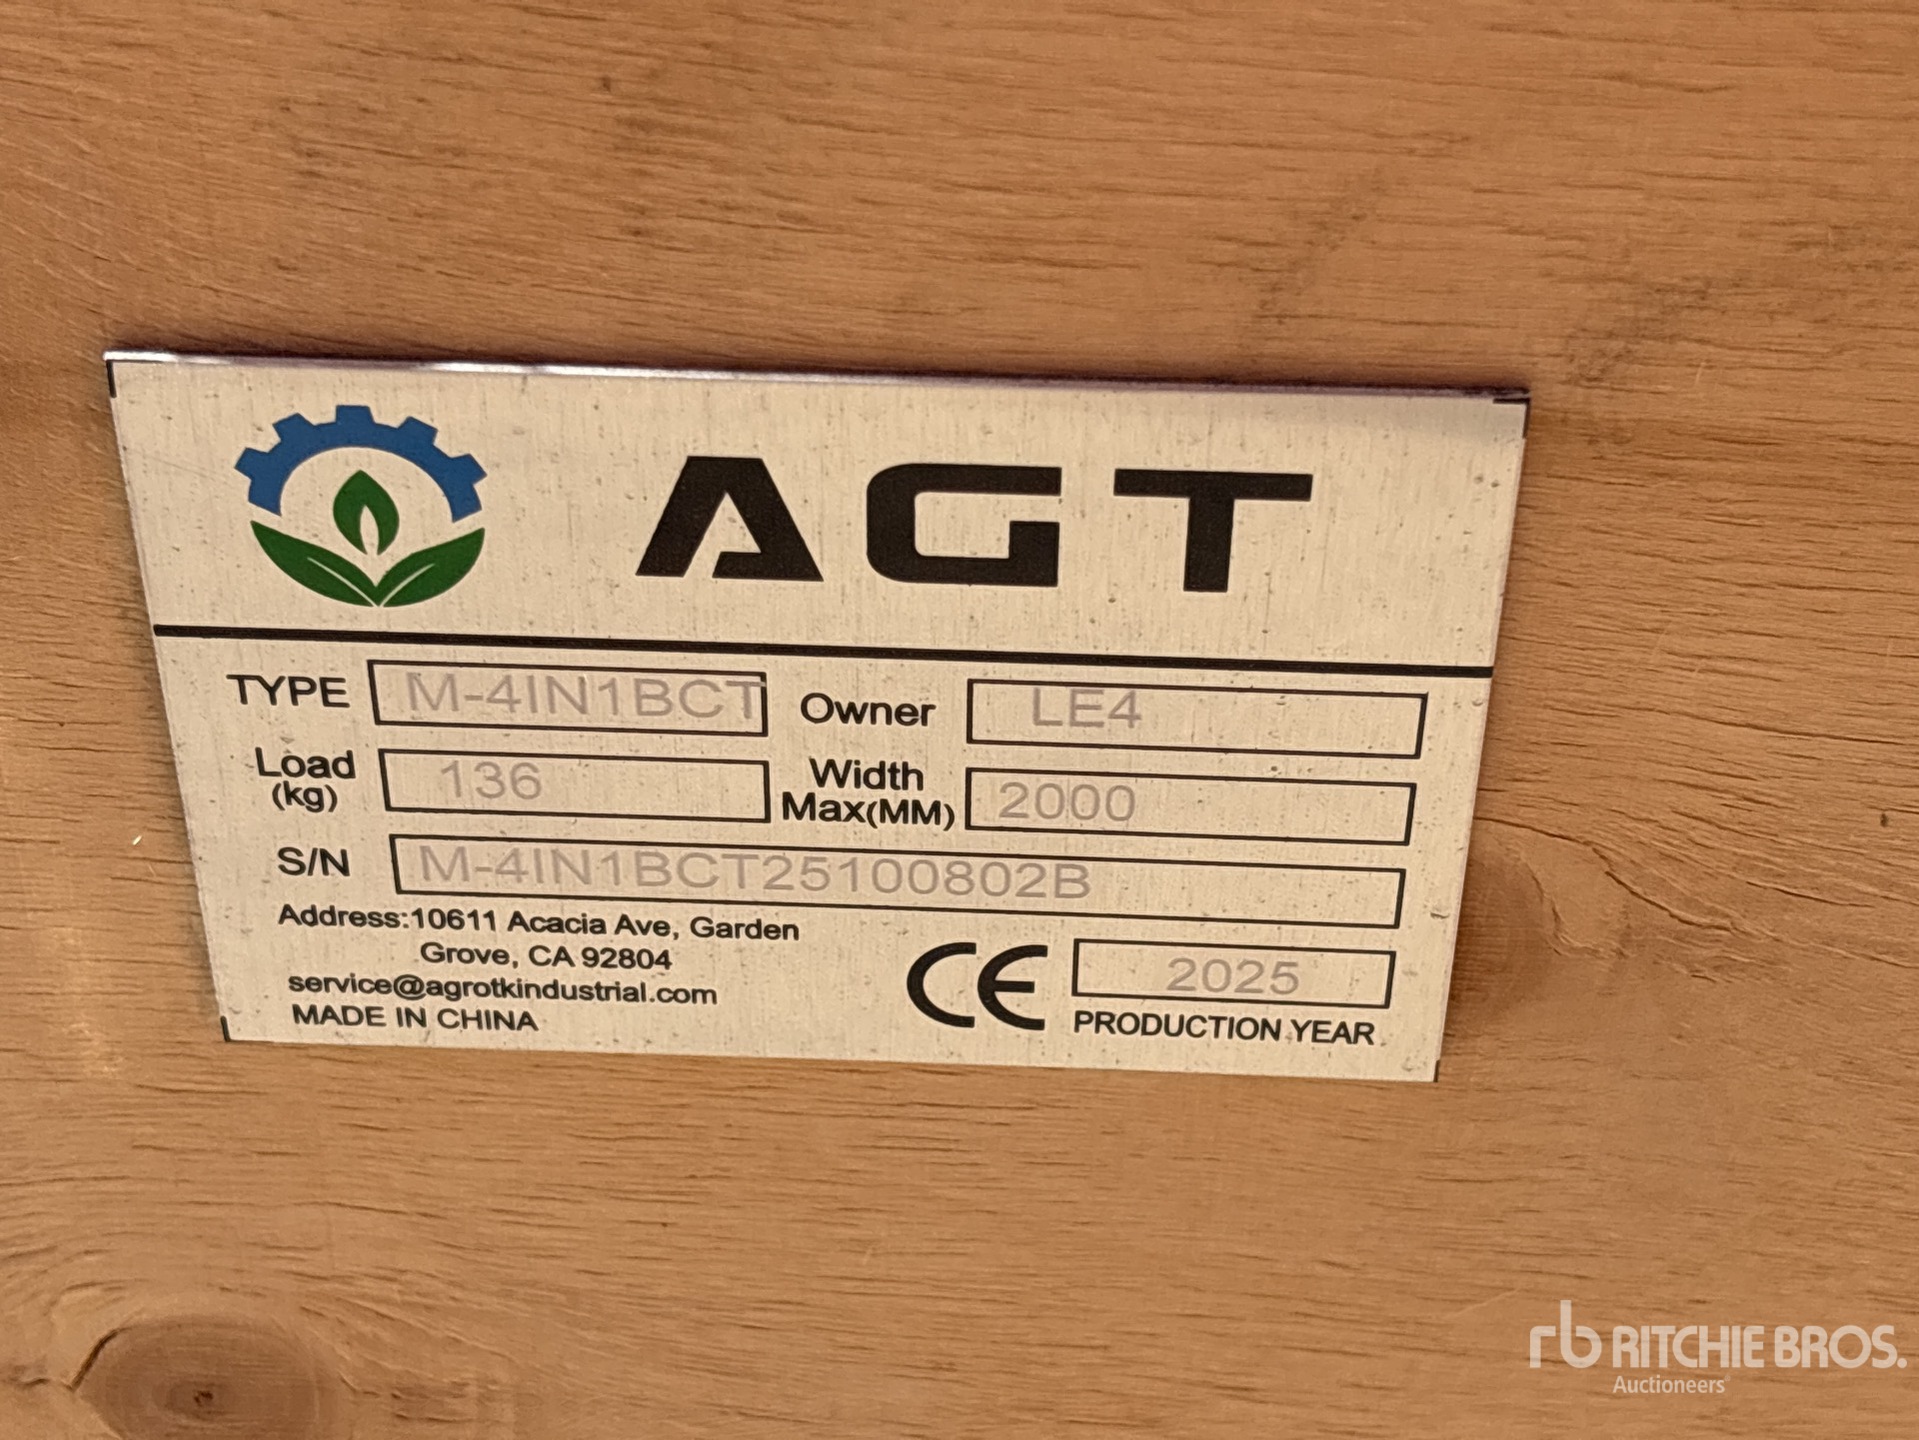 AGT
TYPE M-4IN1BCT Owner LE4
Load (kg) 136 Width Max(MM) 2000
S/N M-4IN1BCT25100802B
Address:10611 Acacia Ave, Garden
Grove, CA 92804
service@agrotkindustrial.com
MADE IN CHINA
CE 2025
PRODUCTION YEAR
rb RITCHIE BROS.
Auctioneers